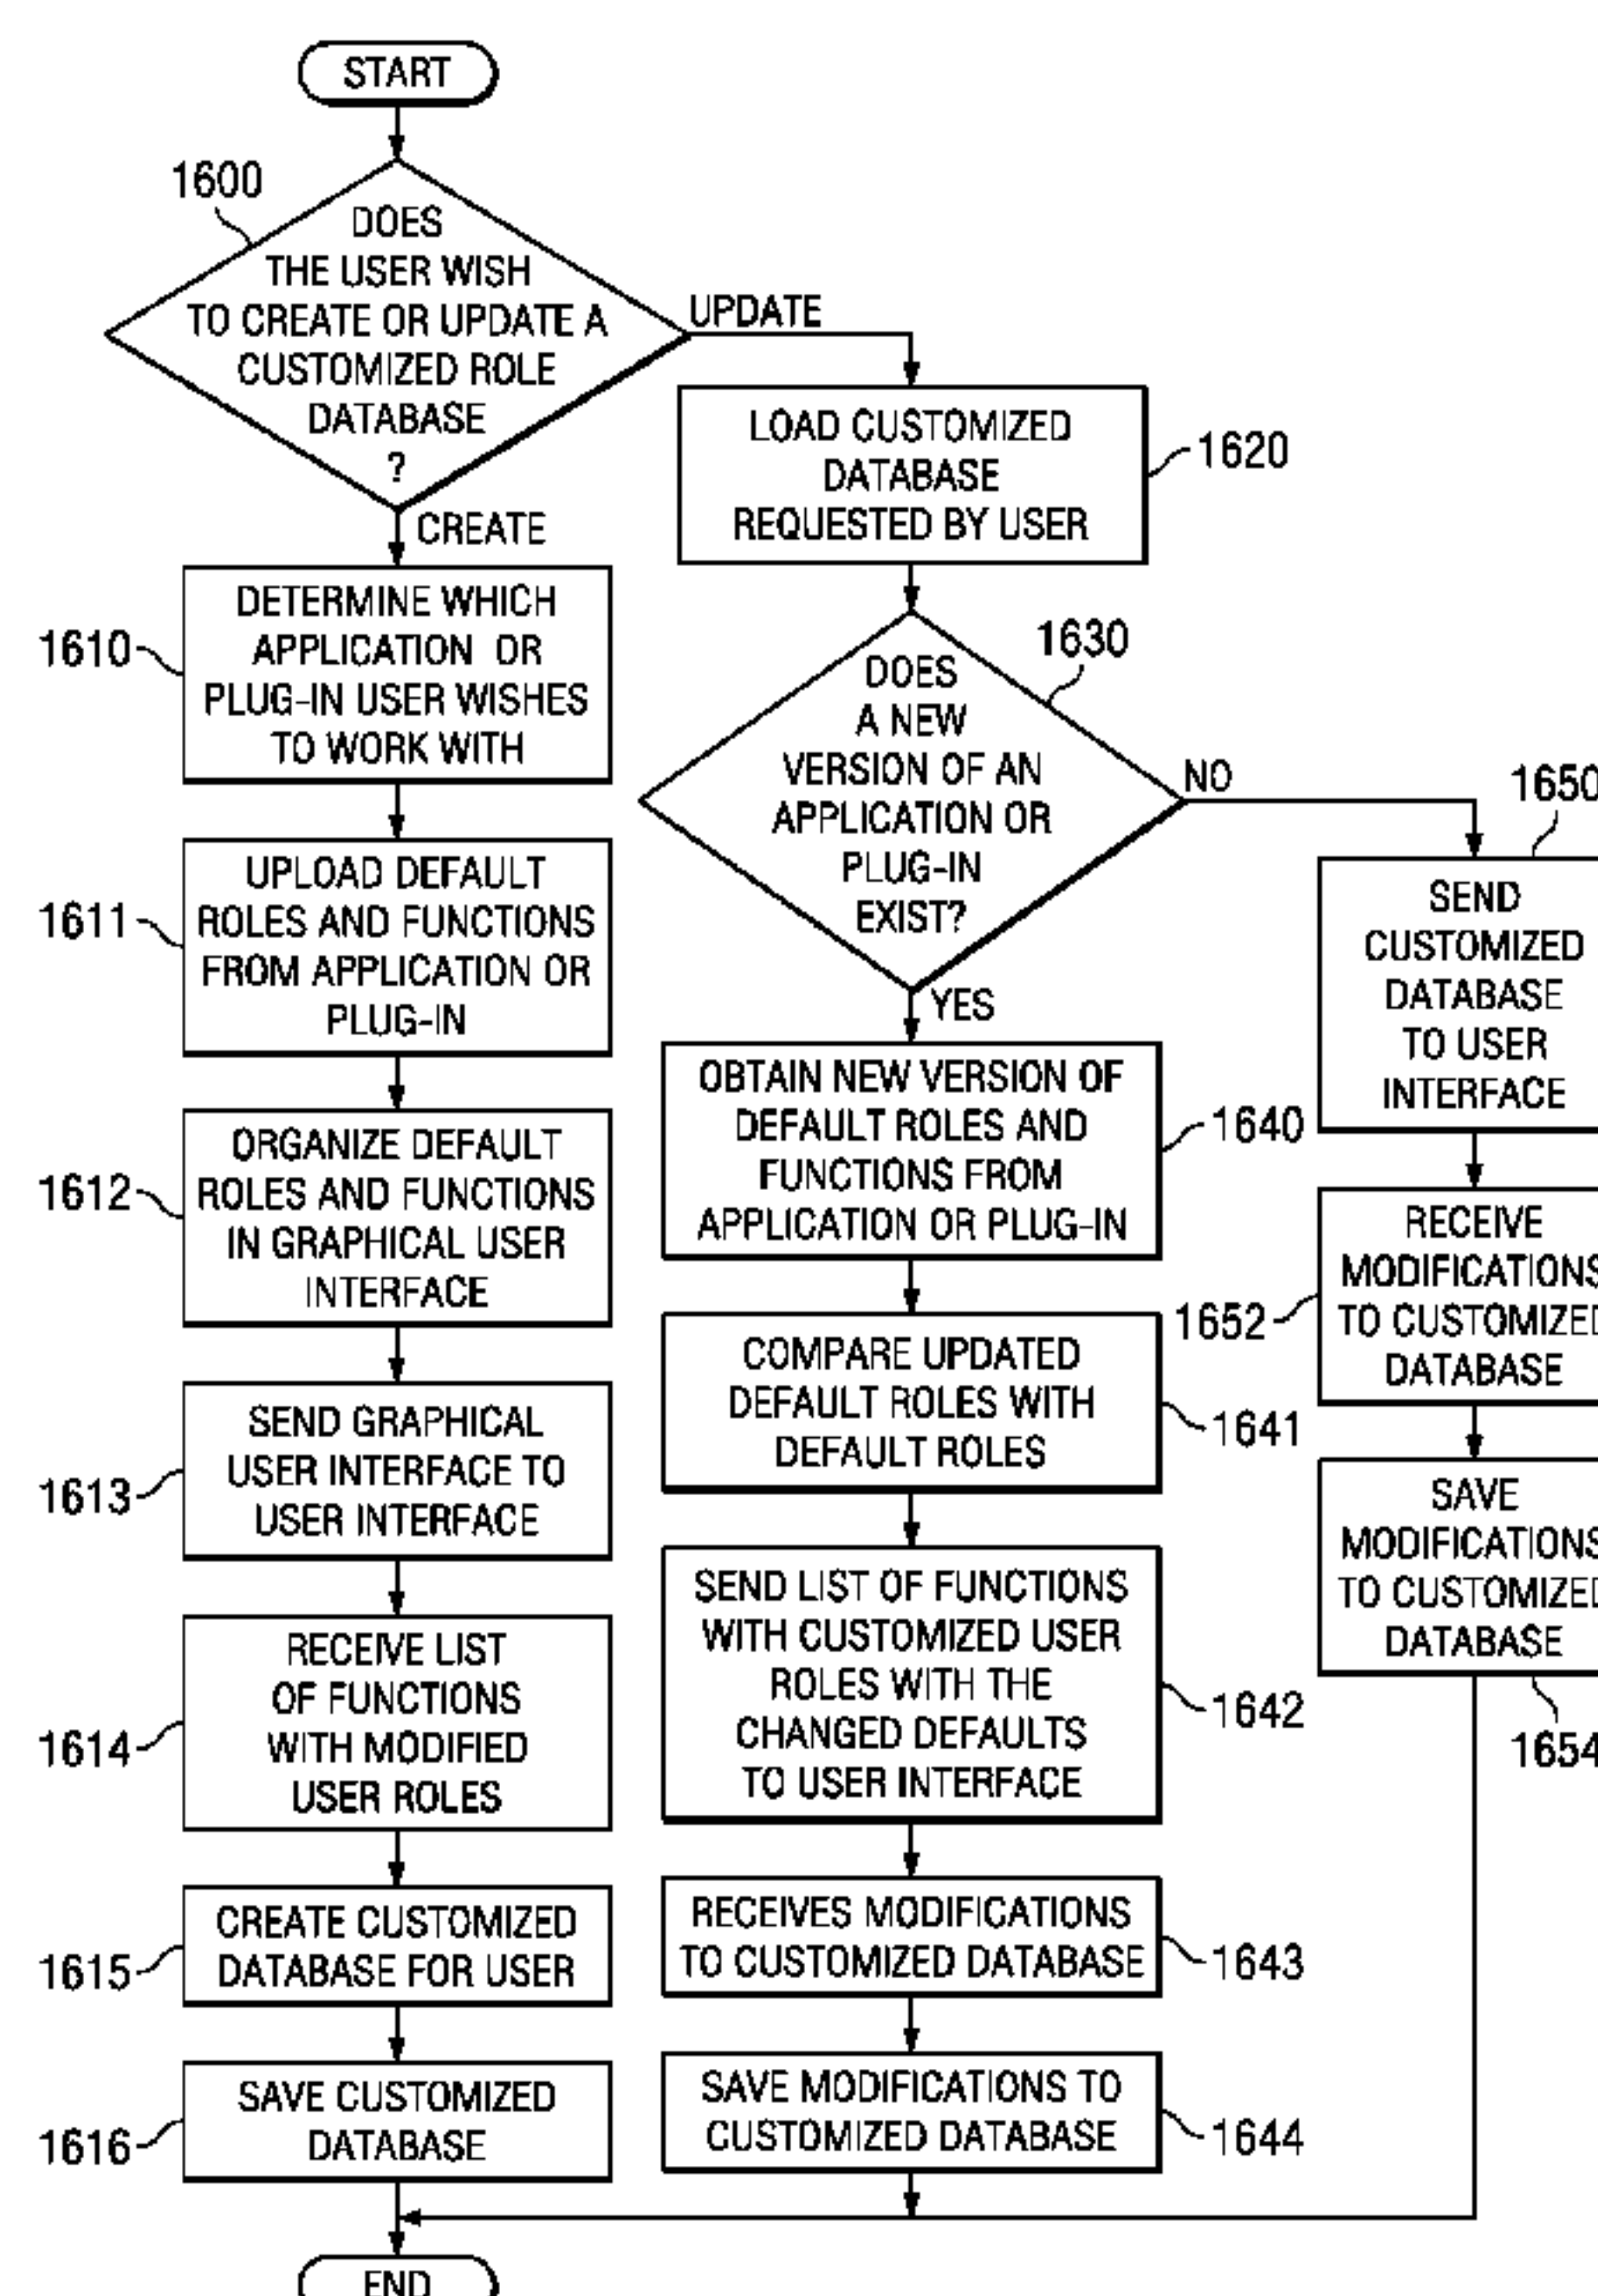 START
1600
DOES
THE USER WISH
TO CREATE OR UPDATE A
CUSTOMIZED ROLE
DATABASE
?
UPDATE
CREATE
1610
DETERMINE WHICH
APPLICATION OR
PLUG-IN USER WISHES
TO WORK WITH
1611
UPLOAD DEFAULT
ROLES AND FUNCTIONS
FROM APPLICATION OR
PLUG-IN
1612
ORGANIZE DEFAULT
ROLES AND FUNCTIONS
IN GRAPHICAL USER
INTERFACE
1613
SEND GRAPHICAL
USER INTERFACE TO
USER INTERFACE
1614
RECEIVE LIST
OF FUNCTIONS
WITH MODIFIED
USER ROLES
1615
CREATE CUSTOMIZED
DATABASE FOR USER
1616
SAVE CUSTOMIZED
DATABASE
END
LOAD CUSTOMIZED
DATABASE
REQUESTED BY USER
1620
1630
DOES
A NEW
VERSION OF AN
APPLICATION OR
PLUG-IN
EXIST?
NO
YES
OBTAIN NEW VERSION OF
DEFAULT ROLES AND
FUNCTIONS FROM
APPLICATION OR PLUG-IN
1640
COMPARE UPDATED
DEFAULT ROLES WITH
DEFAULT ROLES
1641
SEND LIST OF FUNCTIONS
WITH CUSTOMIZED USER
ROLES WITH THE
CHANGED DEFAULTS
TO USER INTERFACE
1642
RECEIVES MODIFICATIONS
TO CUSTOMIZED DATABASE
1643
SAVE MODIFICATIONS TO
CUSTOMIZED DATABASE
1644
1650
SEND
CUSTOMIZED
DATABASE
TO USER
INTERFACE
1652
RECEIVE
MODIFICATIONS
TO CUSTOMIZED
DATABASE
SAVE
MODIFICATIONS
TO CUSTOMIZED
DATABASE
1654